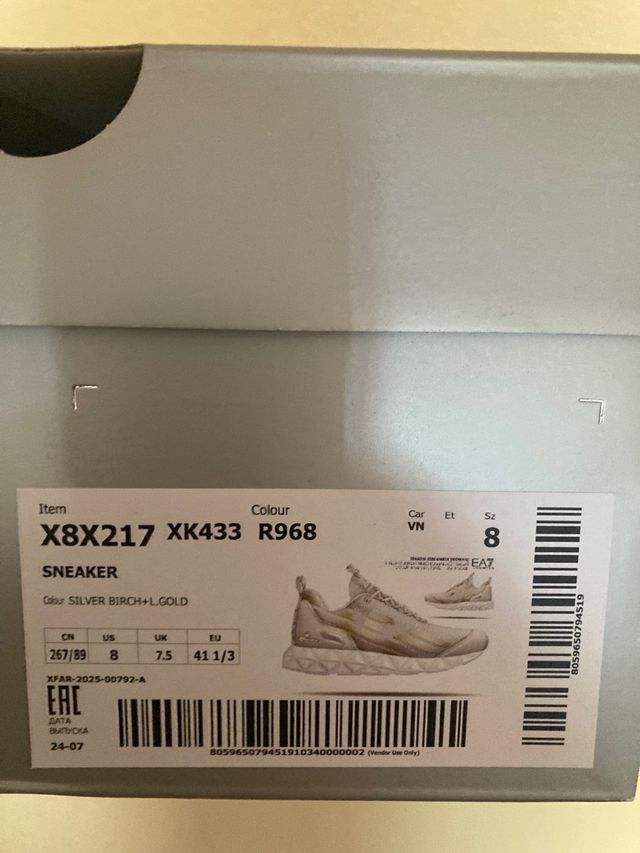 Item
Colour
Car
Et
Sz
X8X217 XK433 R968
VN
8
SNEAKER
EA7
Colour SILVER BIRCH+L.GOLD
CN US UK EU
267/89 8 7.5 41 1/3
XFAR-2025-00792-A
EAC
ДАТА
ВЫПУСКА
24-07
805965079451910340000002 (Vendor Use Only)
8059650794519